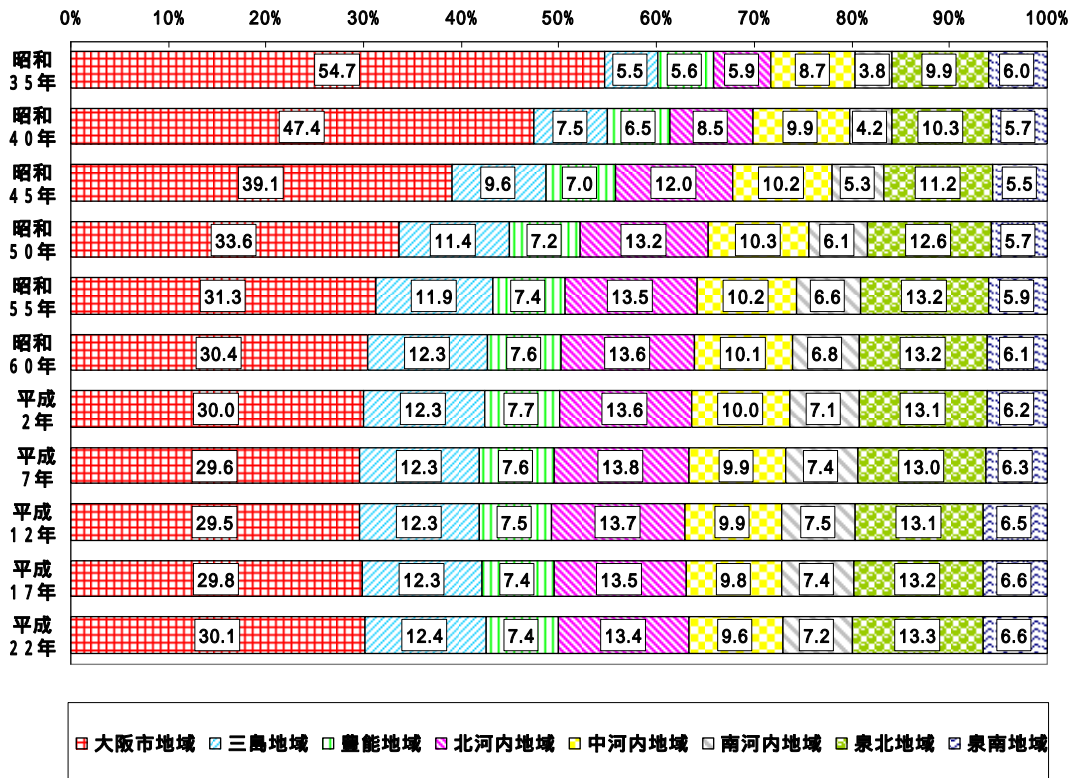 0% 10% 20% 30% 40% 50% 60% 70% 80% 90% 100%
昭和
35年
54.7 5.5 5.6 5.9 8.7 3.8 9.9 6.0
昭和
40年
47.4 7.5 6.5 8.5 9.9 4.2 10.3 5.7
昭和
45年
39.1 9.6 7.0 12.0 10.2 5.3 11.2 5.5
昭和
50年
33.6 11.4 7.2 13.2 10.3 6.1 12.6 5.7
昭和
55年
31.3 11.9 7.4 13.5 10.2 6.6 13.2 5.9
昭和
60年
30.4 12.3 7.6 13.6 10.1 6.8 13.2 6.1
平成
2年
30.0 12.3 7.7 13.6 10.0 7.1 13.1 6.2
平成
7年
29.6 12.3 7.6 13.8 9.9 7.4 13.0 6.3
平成
12年
29.5 12.3 7.5 13.7 9.9 7.5 13.1 6.5
平成
17年
29.8 12.3 7.4 13.5 9.8 7.4 13.2 6.6
平成
22年
30.1 12.4 7.4 13.4 9.6 7.2 13.3 6.6
大阪市地域 三島地域 豊能地域 北河内地域 中河内地域 南河内地域 泉北地域 泉南地域